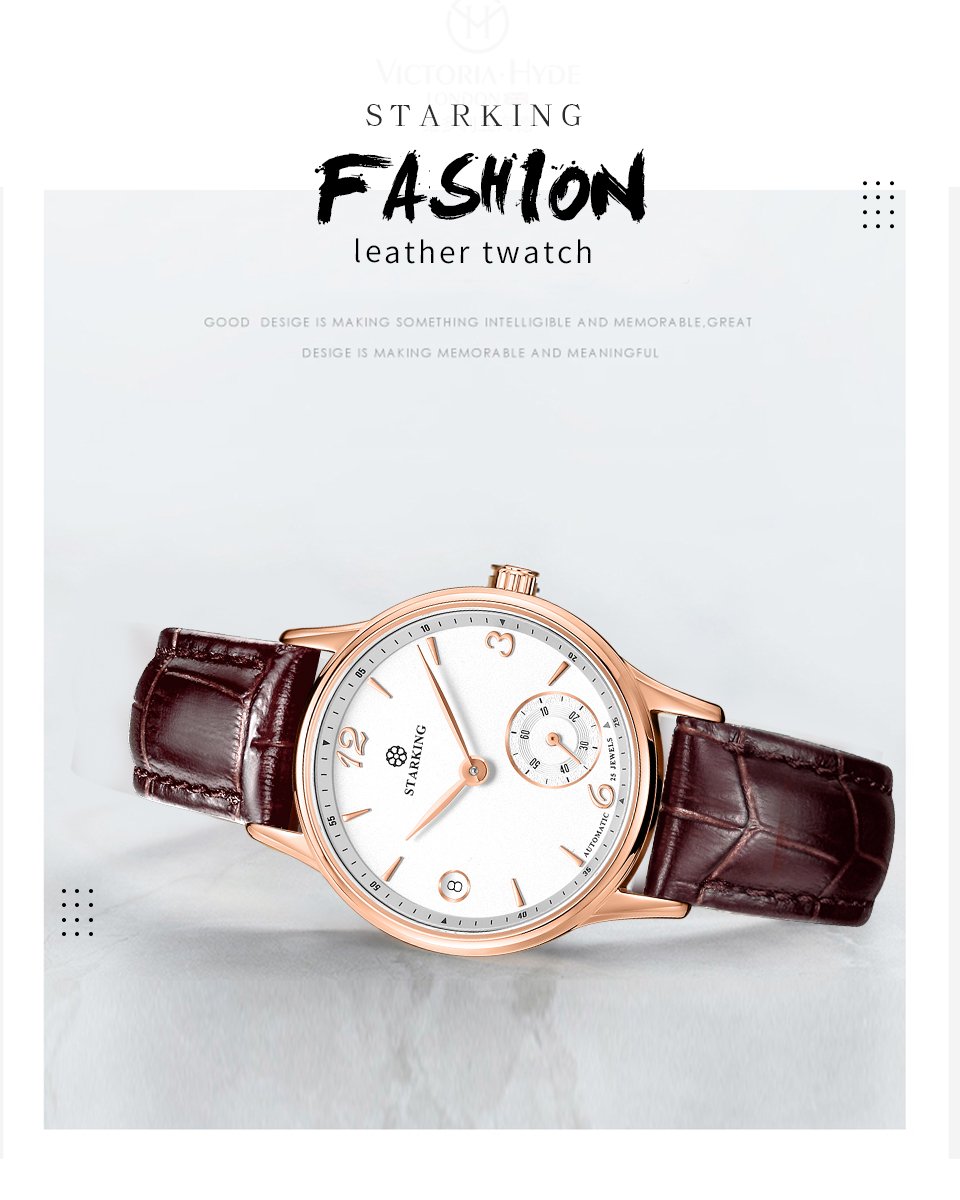 VICTORIA·HYDE
LONDON
STARKING
FASHION
leather twatch
GOOD DESIGE IS MAKING SOMETHING INTELLIGIBLE AND MEMORABLE,GREAT
DESIGE IS MAKING MEMORABLE AND MEANINGFUL
12
3
6
8
STARKING
AUTOMATIC
25 JEWELS
05
10
20
25
35
40
50
55
10
20
30
40
50
60